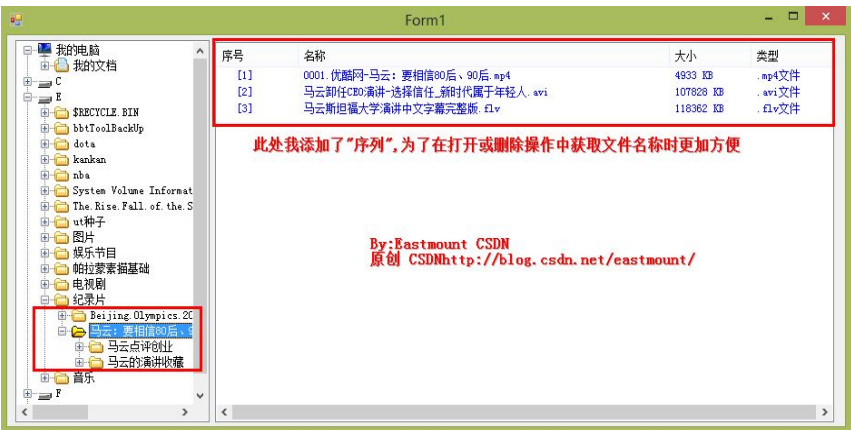 Form1
我的电脑
我的文档
C
E
$RECYCLE.BIN
bbtToolBackUp
dota
kankan
nba
System Volume Informat
The.Rise.Fall.of.the.S
ut种子
图片
娱乐节目
帕拉蒙素描基础
电视剧
纪录片
Beijing.Olympics.20
马云：要相信80后、9
马云点评创业
马云的演讲收藏
音乐
F
序号 名称 大小 类型
[1] 0001.优酷网-马云：要相信80后、90后.mp4 4933 KB .mp4文件
[2] 马云卸任CEO演讲-选择信任_新时代属于年轻人.avi 107828 KB .avi文件
[3] 马云斯坦福大学演讲中文字幕完整版.flv 118362 KB .flv文件
此处我添加了"序列",为了在打开或删除操作中获取文件名称时更加方便
By:Eastmount CSDN
原创 CSDNhttp://blog.csdn.net/eastmount/